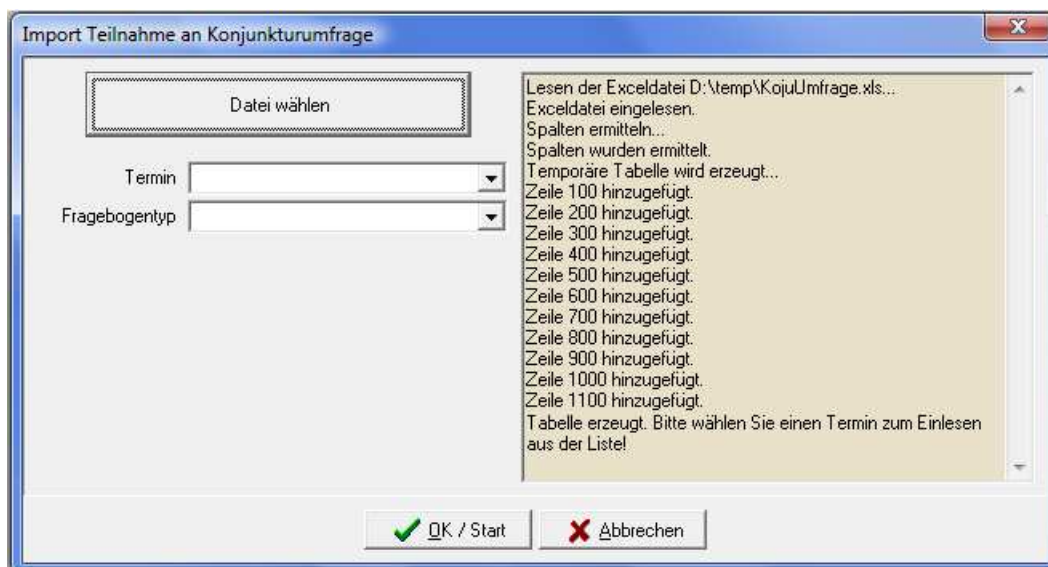 Import Teilnahme an Konjunkturumfrage
Datei wählen
Termin
Fragebogentyp
Lesen der Exceldatei D:\temp\KojuUmfrage.xls...
Exceldatei eingelesen.
Spalten ermitteln...
Spalten wurden ermittelt.
Temporäre Tabelle wird erzeugt...
Zeile 100 hinzugefügt.
Zeile 200 hinzugefügt.
Zeile 300 hinzugefügt.
Zeile 400 hinzugefügt.
Zeile 500 hinzugefügt.
Zeile 600 hinzugefügt.
Zeile 700 hinzugefügt.
Zeile 800 hinzugefügt.
Zeile 900 hinzugefügt.
Zeile 1000 hinzugefügt.
Zeile 1100 hinzugefügt.
Tabelle erzeugt. Bitte wählen Sie einen Termin zum Einlesen
aus der Liste!
OK / Start
Abbrechen